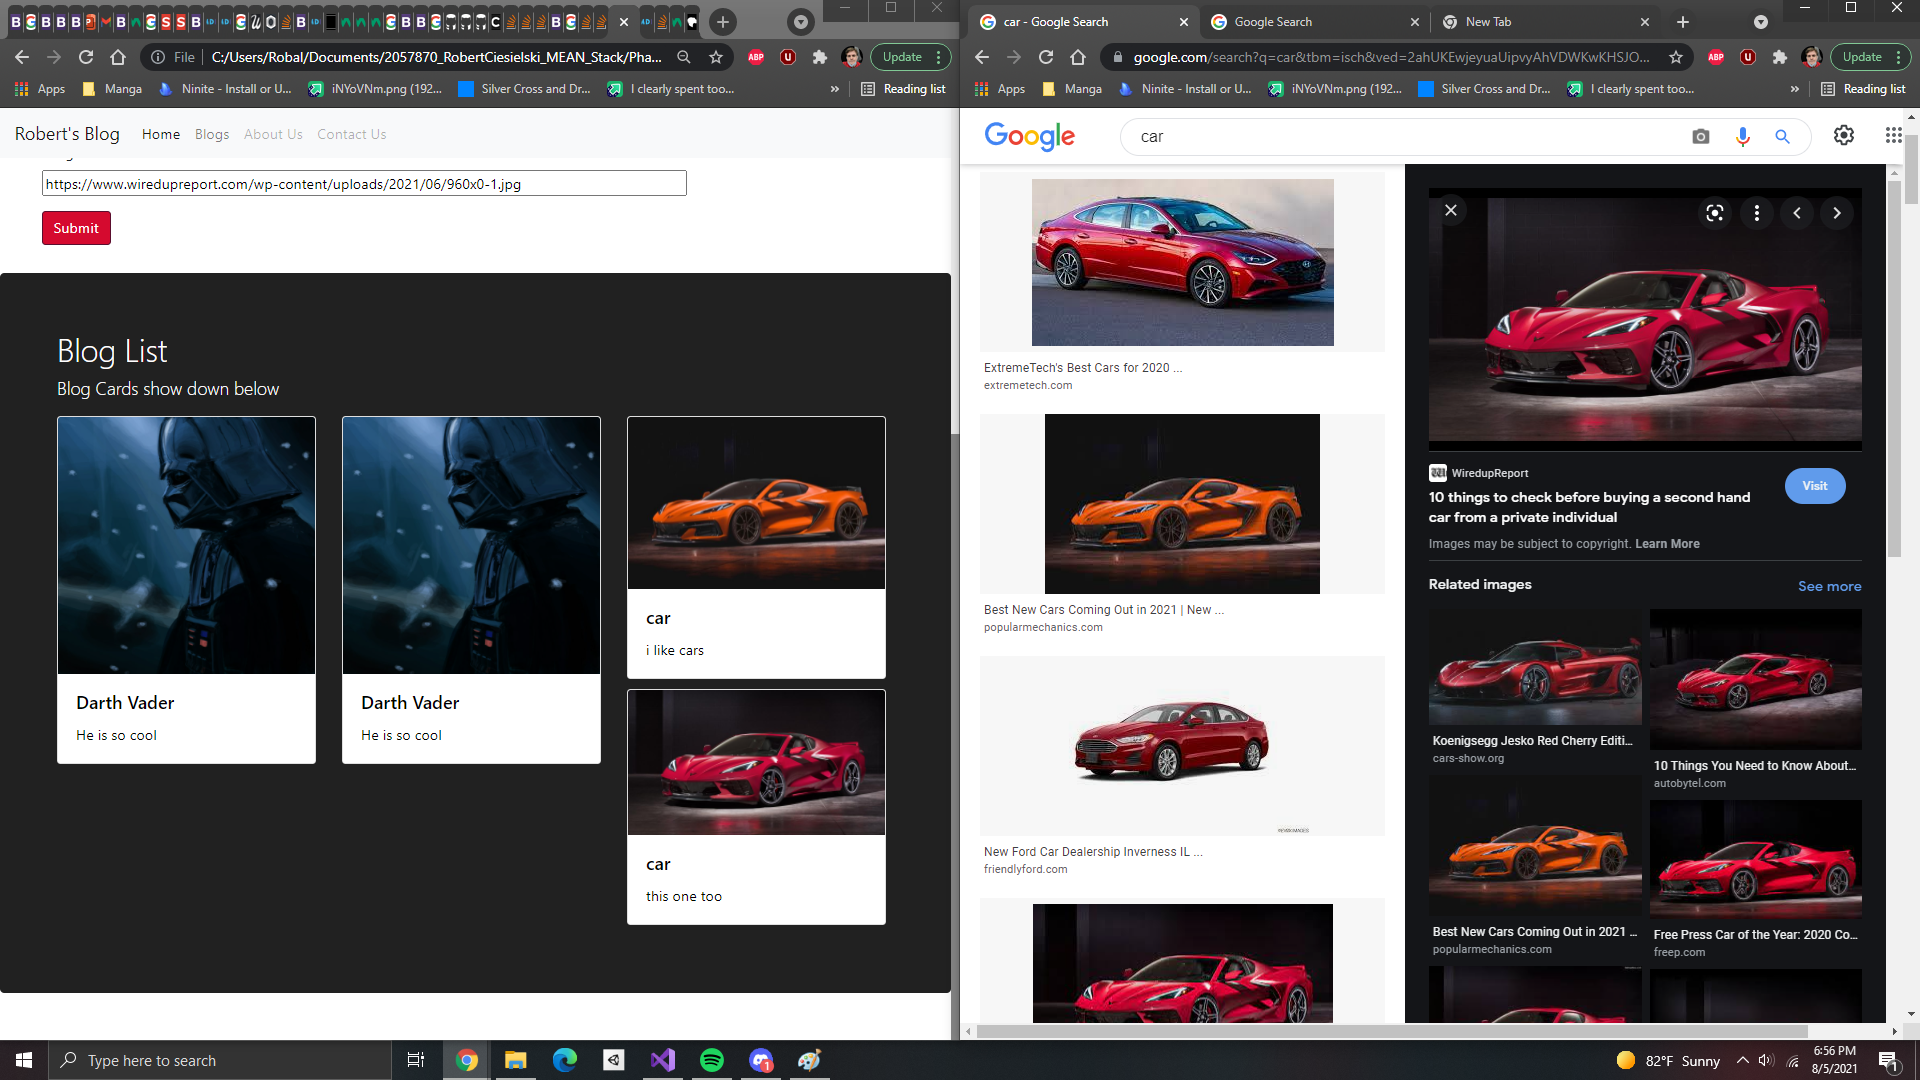 File
C:/Users/Robal/Documents/2057870_RobertCiesielski_MEAN_Stack/Pha...
ABP
Update
Apps
Manga
Ninite - Install or U...
iNYoVNm.png (192...
Silver Cross and Dr...
I clearly spent too...
»
Reading list
Robert's Blog
Home
Blogs
About Us
Contact Us
https://www.wiredupreport.com/wp-content/uploads/2021/06/960x0-1.jpg
Submit
Blog List
Blog Cards show down below
Darth Vader
He is so cool
Darth Vader
He is so cool
car
i like cars
car
this one too
car - Google Search
Google Search
New Tab
google.com/search?q=car&tbm=isch&ved=2ahUKEwjeyuaUipvyAhVDWKwKHSJO...
ABP
Update
Apps
Manga
Ninite - Install or U...
iNYoVNm.png (192...
Silver Cross and Dr...
I clearly spent too...
»
Reading list
Google
car
ExtremeTech's Best Cars for 2020 ...
extremetech.com
Best New Cars Coming Out in 2021 | New ...
popularmechanics.com
New Ford Car Dealership Inverness IL ...
friendlyford.com
WiredupReport
10 things to check before buying a second hand
car from a private individual
Visit
Images may be subject to copyright. Learn More
Related images
See more
Koenigsegg Jesko Red Cherry Editi...
cars-show.org
10 Things You Need to Know About...
autobytel.com
Best New Cars Coming Out in 2021 ...
popularmechanics.com
Free Press Car of the Year: 2020 Co...
freep.com
Type here to search
1
82°F Sunny
6:56 PM
8/5/2021
1